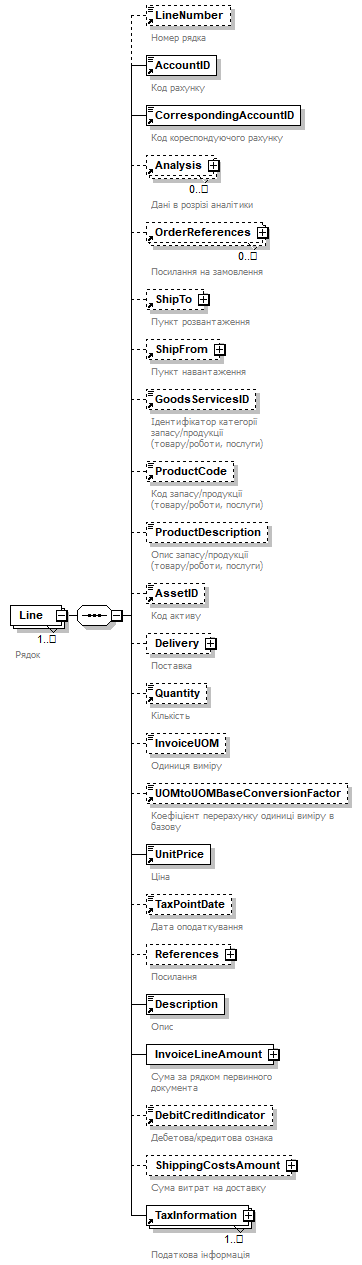 LineNumber
Номер рядка
AccountID
Код рахунку
CorrespondingAccountID
Код кореспондуючого рахунку
Analysis
0..□
Дані в розрізі аналітики
OrderReferences
0..□
Посилання на замовлення
ShipTo
Пункт розвантаження
ShipFrom
Пункт навантаження
GoodsServicesID
Ідентифікатор категорії
запасу/продукції
(товару/роботи, послуги)
ProductCode
Код запасу/продукції
(товару/роботи, послуги)
ProductDescription
Опис запасу/продукції
(товару/роботи, послуги)
AssetID
Код активу
Line
1..□
Рядок
Delivery
Поставка
Quantity
Кількість
InvoiceUOM
Одиниця виміру
UOMtoUOMBaseConversionFactor
Коефіцієнт перерахунку одиниці виміру в
базову
UnitPrice
Ціна
TaxPointDate
Дата оподаткування
References
Посилання
Description
Опис
InvoiceLineAmount
Сума за рядком первинного
документа
DebitCreditIndicator
Дебетова/кредитова ознака
ShippingCostsAmount
Сума витрат на доставку
TaxInformation
1..□
Податкова інформація